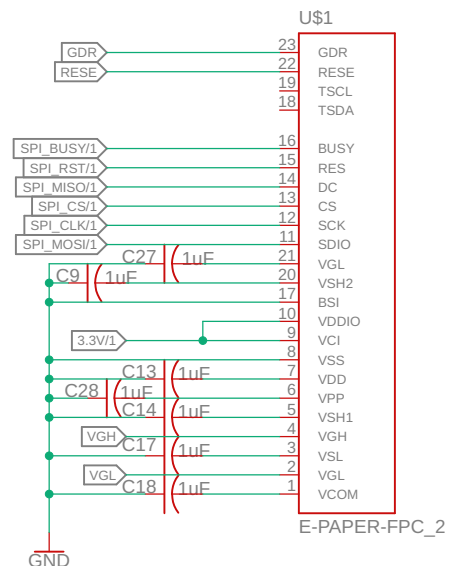 U$1
GDR 23 GDR
RESE 22 RESE
19 TSCL
18 TSDA
SPI_BUSY/1 16 BUSY
SPI_RST/1 15 RES
SPI_MISO/1 14 DC
SPI_CS/1 13 CS
SPI_CLK/1 12 SCK
SPI_MOSI/1 11 SDIO
C27 1uF 21 VGL
C9 1uF 20 VSH2
17 BSI
10 VDDIO
3.3V/1 9 VCI
8 VSS
C13 1uF 7 VDD
C28 1uF 6 VPP
C14 1uF 5 VSH1
VGH 4 VGH
C17 1uF 3 VSL
VGL 2 VGL
C18 1uF 1 VCOM
E-PAPER-FPC_2
GND